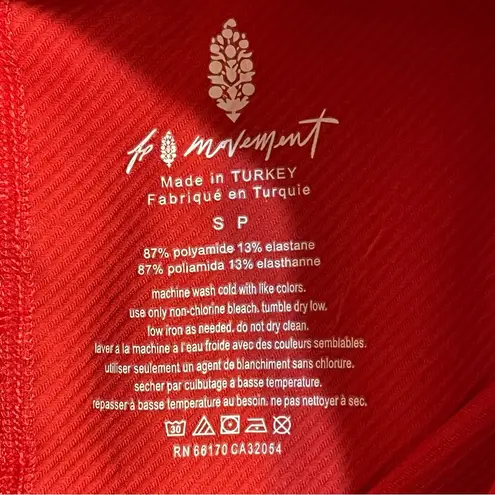 fp movement
Made in TURKEY
Fabriqué en Turquie
S P
87% polyamide 13% elastane
87% poliamida 13% elasthanne
machine wash cold with like colors.
use only non-chlorine bleach. tumble dry low.
low iron as needed. do not dry clean.
laver a la machine à l'eau froide avec des couleurs semblables.
utiliser seulement un agent de blanchiment sans chlorure.
sécher par culbutage à basse temperature.
repasser à basse temperature au besoin. ne pas nettoyer à sec.
30
RN 66170 CA32054